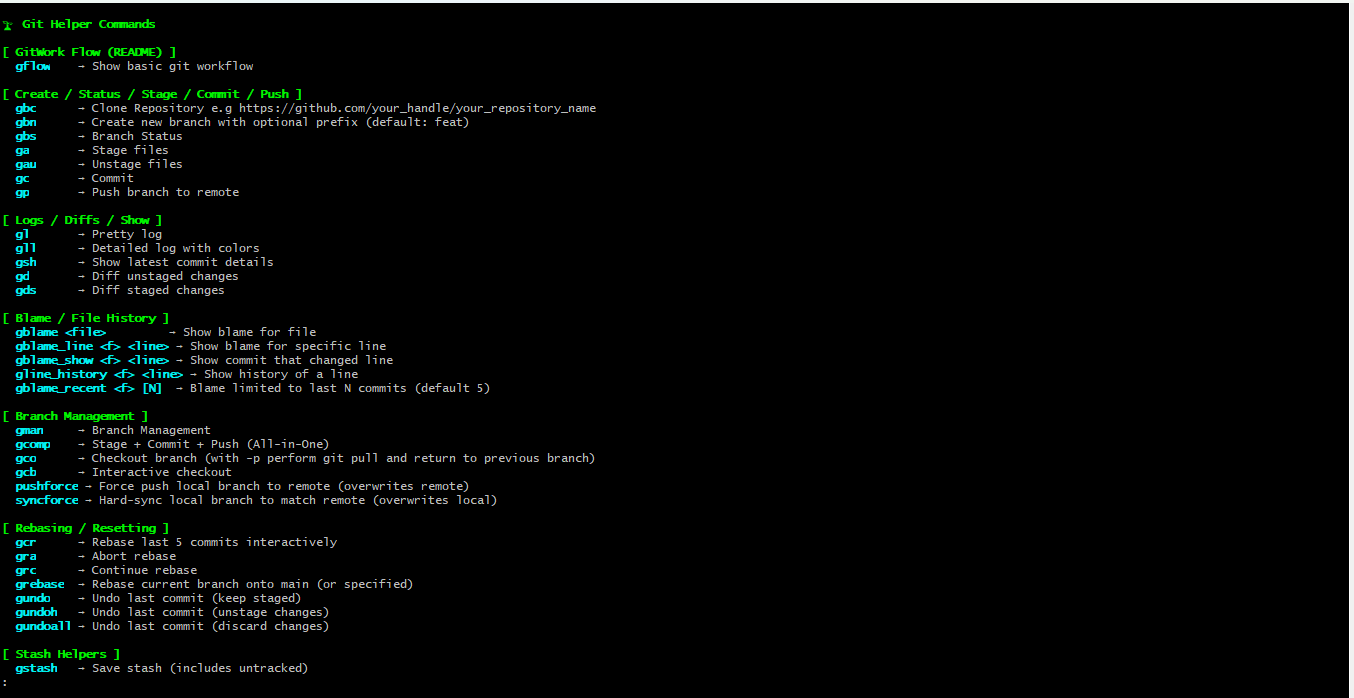 Git Helper Commands
[ GitWork Flow (README) ]
gflow → Show basic git workflow
[ Create / Status / Stage / Commit / Push ]
gbc → Clone Repository e.g https://github.com/your_handle/your_repository_name
gbn → Create new branch with optional prefix (default: feat)
gbs → Branch Status
ga → Stage files
gau → Unstage files
gc → Commit
gp → Push branch to remote
[ Logs / Diffs / Show ]
gl → Pretty log
gll → Detailed log with colors
gsh → Show latest commit details
gd → Diff unstaged changes
gds → Diff staged changes
[ Blame / File History ]
gblame <file> → Show blame for file
gblame_line <f> <line> → Show blame for specific line
gblame_show <f> <line> → Show commit that changed line
gline_history <f> <line> → Show history of a line
gblame_recent <f> [N] → Blame limited to last N commits (default 5)
[ Branch Management ]
gman → Branch Management
gcomp → Stage + Commit + Push (All-in-One)
gco → Checkout branch (with -p perform git pull and return to previous branch)
gcb → Interactive checkout
pushforce → Force push local branch to remote (overwrites remote)
syncforce → Hard-sync local branch to match remote (overwrites local)
[ Rebasing / Resetting ]
gcr → Rebase last 5 commits interactively
gra → Abort rebase
grc → Continue rebase
grebase → Rebase current branch onto main (or specified)
gundo → Undo last commit (keep staged)
gundoh → Undo last commit (unstage changes)
gundoall → Undo last commit (discard changes)
[ Stash Helpers ]
gstash → Save stash (includes untracked)
: